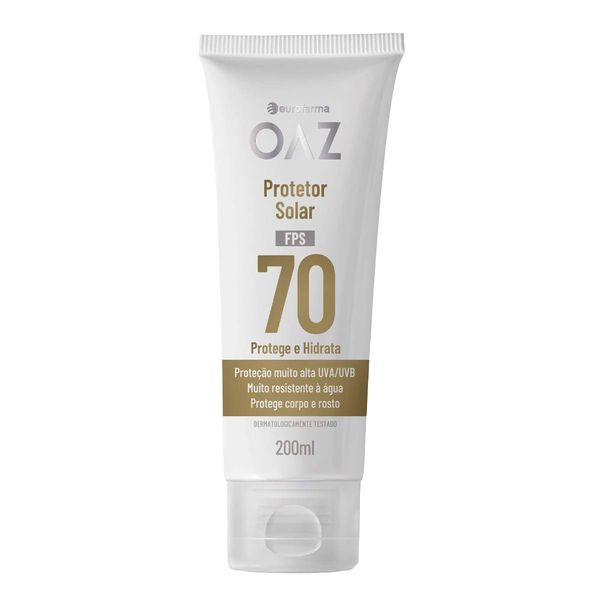 eurofarma
OAZ
Protetor
Solar
FPS
70
Protege e Hidrata
Proteção muito alta UVA/UVB
Muito resistente à água
Protege corpo e rosto
DERMATOLOGICAMENTE TESTADO
200ml